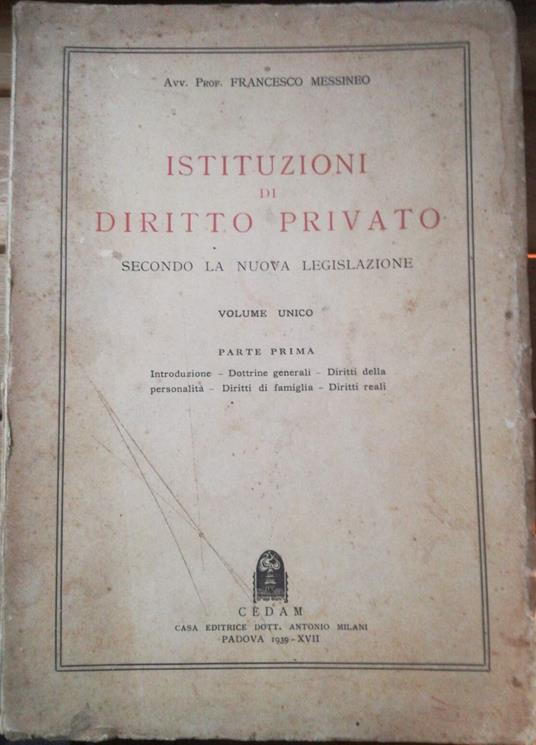 Avv. Prof. FRANCESCO MESSINEO
ISTITUZIONI
DI
DIRITTO PRIVATO
SECONDO LA NUOVA LEGISLAZIONE
VOLUME UNICO
PARTE PRIMA
Introduzione - Dottrine generali - Diritti della
personalità - Diritti di famiglia - Diritti reali
CEDAM
CASA EDITRICE DOTT. ANTONIO MILANI
PADOVA 1939-XVII